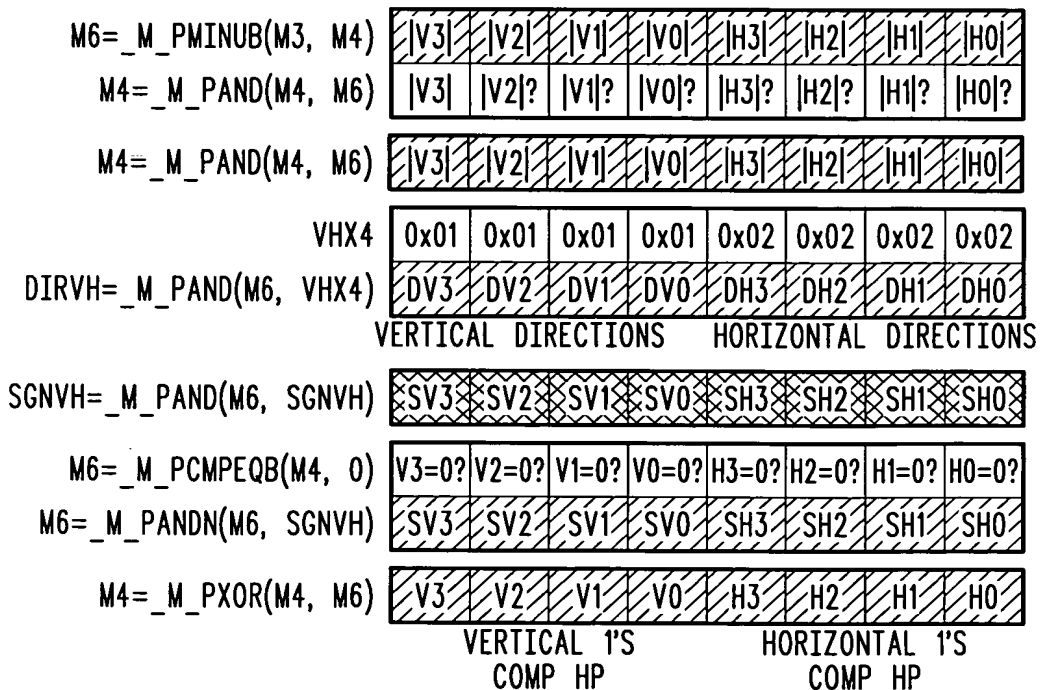 M6=_M_PMINUB(M3, M4) |V3| |V2| |V1| |V0| |H3| |H2| |H1| |H0|
M4=_M_PAND(M4, M6) |V3| |V2|? |V1|? |V0|? |H3|? |H2|? |H1|? |H0|?
M4=_M_PAND(M4, M6) |V3| |V2| |V1| |V0| |H3| |H2| |H1| |H0|
VHX4 0x01 0x01 0x01 0x01 0x02 0x02 0x02 0x02
DIRVH=_M_PAND(M6, VHX4) DV3 DV2 DV1 DV0 DH3 DH2 DH1 DH0
VERTICAL DIRECTIONS HORIZONTAL DIRECTIONS
SGNVH=_M_PAND(M6, SGNVH) SV3 SV2 SV1 SV0 SH3 SH2 SH1 SH0
M6=_M_PCMPEQB(M4, 0) V3=0? V2=0? V1=0? V0=0? H3=0? H2=0? H1=0? H0=0?
M6=_M_PANDN(M6, SGNVH) SV3 SV2 SV1 SV0 SH3 SH2 SH1 SH0
M4=_M_PXOR(M4, M6) V3 V2 V1 V0 H3 H2 H1 H0
VERTICAL 1'S HORIZONTAL 1'S
COMP HP COMP HP